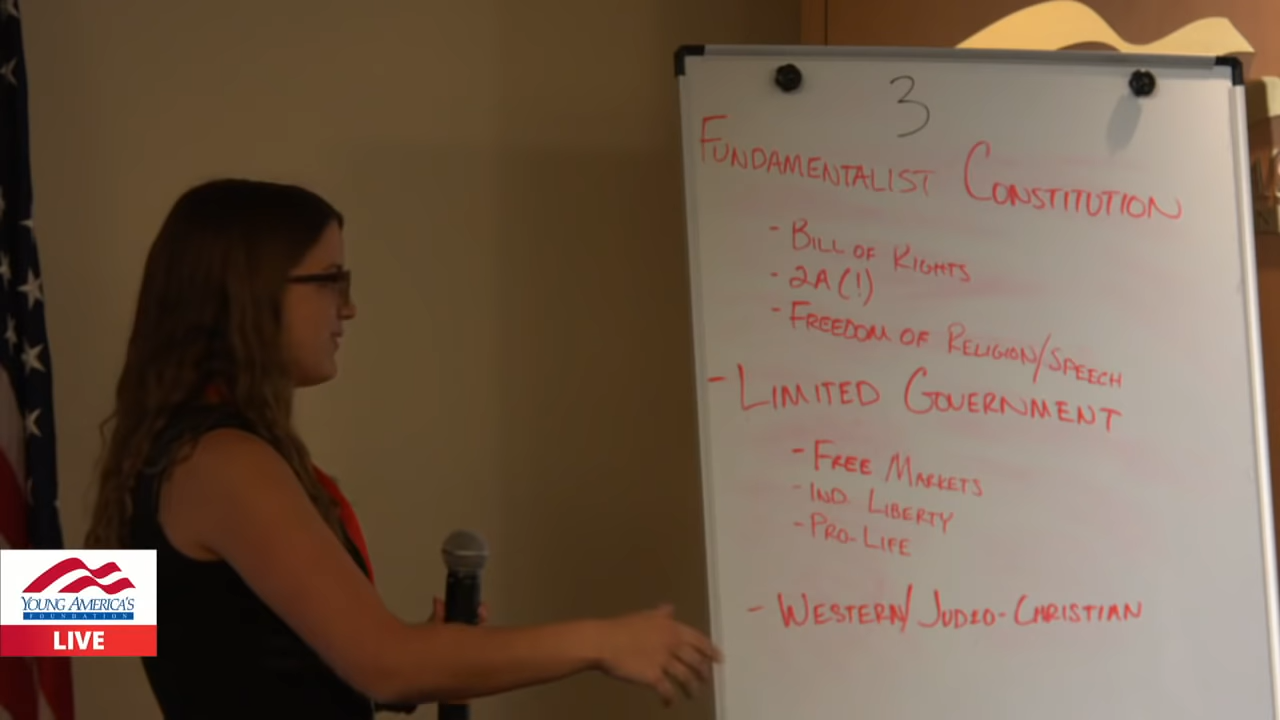 3
FUNDAMENTALIST CONSTITUTION
- BILL OF RIGHTS
- 2A (!)
- FREEDOM OF RELIGION/SPEECH
- LIMITED GOVERNMENT
- FREE MARKETS
- IND. LIBERTY
- PRO-LIFE
- WESTERN/JUDEO-CHRISTIAN
YOUNG AMERICA'S
FOUNDATION
LIVE